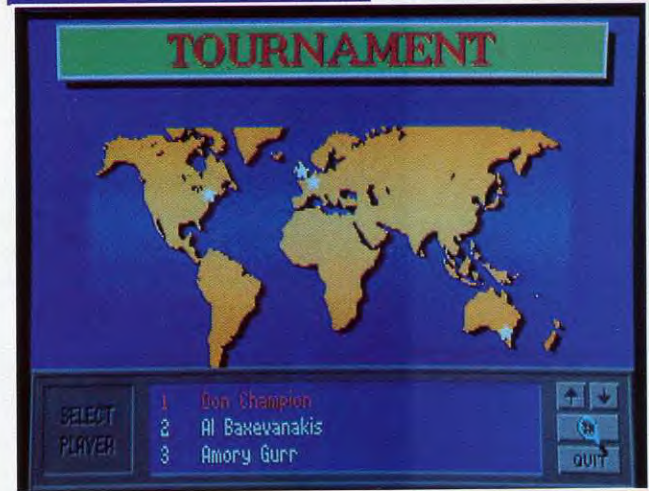 TOURNAMENT
SELECT
PLAYER
1 Don Champion
2 Al Baxevanakis
3 Amory Gurr
QUIT